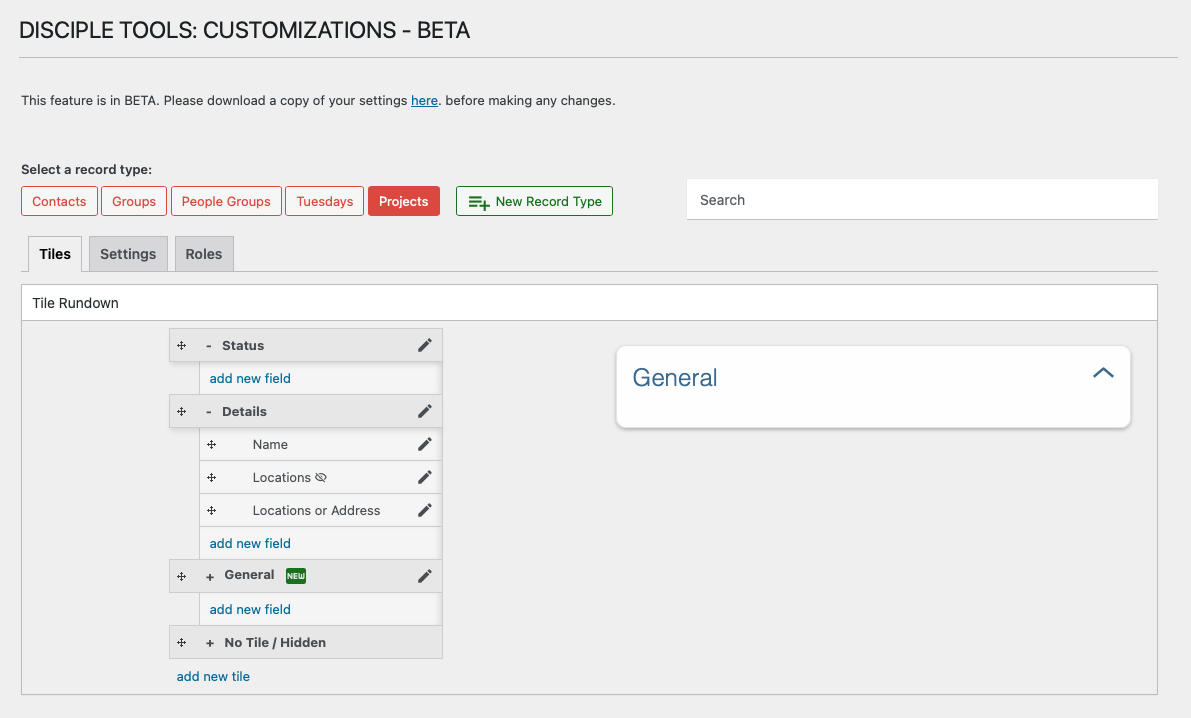 DISCIPLE TOOLS: CUSTOMIZATIONS - BETA
This feature is in BETA. Please download a copy of your settings here. before making any changes.
Select a record type:
Contacts Groups People Groups Tuesdays Projects New Record Type Search
Tiles Settings Roles
Tile Rundown
- Status
add new field
- Details
Name
Locations
Locations or Address
add new field
+ General NEW
add new field
+ No Tile / Hidden
add new tile
General